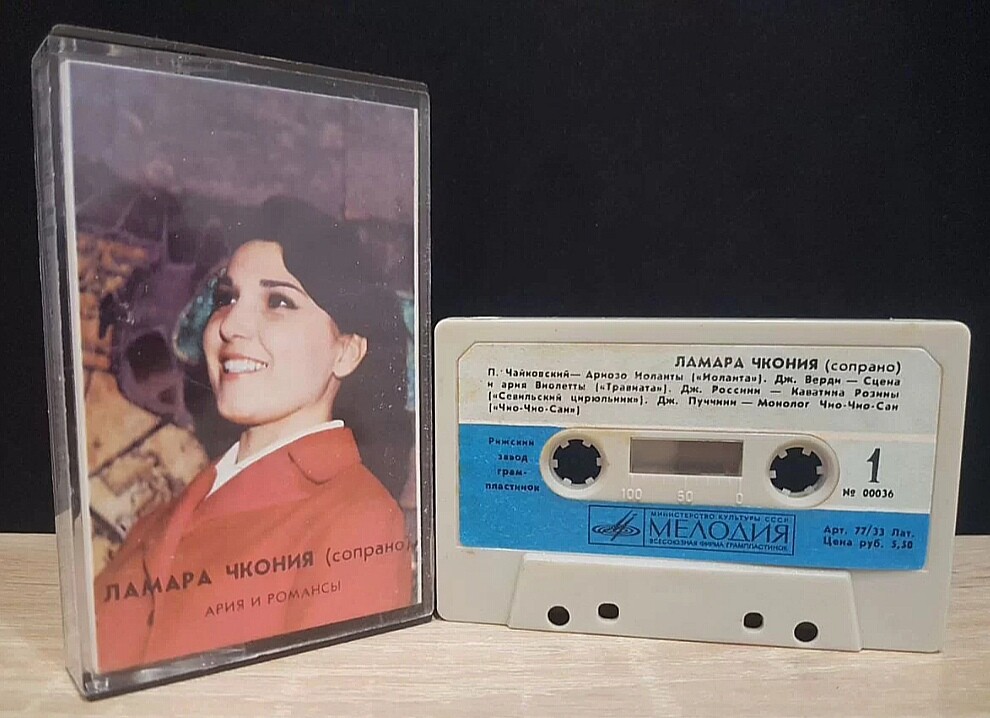 ЛАМАРА ЧКОНИЯ (сопрано)
АРИЯ И РОМАНСЫ
ЛАМАРА ЧКОНИЯ (сопрано)
П. Чайковский — Ариозо Иоланты («Иоланта»). Дж. Верди — Сцена
и ария Виолетты («Травиата»). Дж. Россини — Каватина Розины
(«Севильский цирюльник»). Дж. Пуччини — Монолог Чио-Чио-Сан
(«Чио-Чио-Сан»)
Рижский
завод
грам-
пластинок
100 50 0
1
№ 00036
МИНИСТЕРСТВО КУЛЬТУРЫ СССР
МЕЛОДИЯ
ВСЕСОЮЗНАЯ ФИРМА ГРАМПЛАСТИНОК
Арт. 77/33 Лат.
Цена руб. 5,50